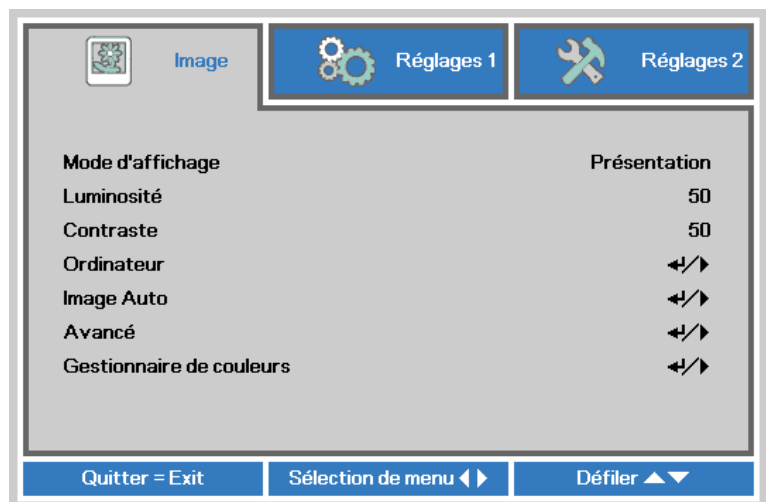 Image
Réglages 1
Réglages 2
Mode d'affichage Présentation
Luminosité 50
Contraste 50
Ordinateur
Image Auto
Avancé
Gestionnaire de couleurs
Quitter = Exit
Sélection de menu
Défiler